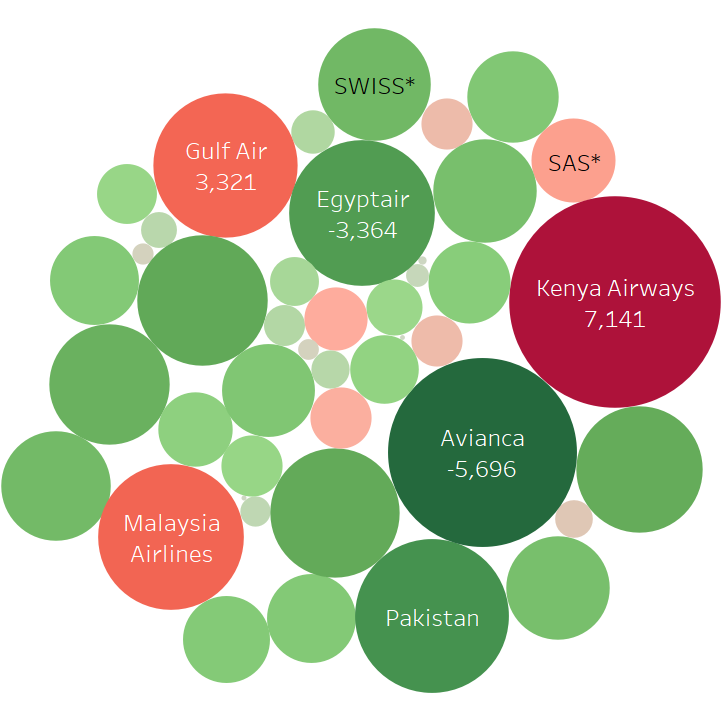 SWISS*
Gulf Air
3,321
SAS*
Egyptair
-3,364
Kenya Airways
7,141
Avianca
-5,696
Malaysia
Airlines
Pakistan